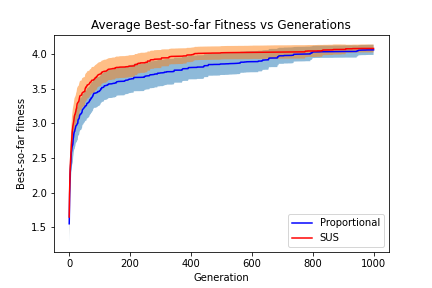 Average Best-so-far Fitness vs Generations
Best-so-far fitness
4.0
3.5
3.0
2.5
2.0
1.5
0 200 400 600 800 1000
Generation
Proportional
SUS